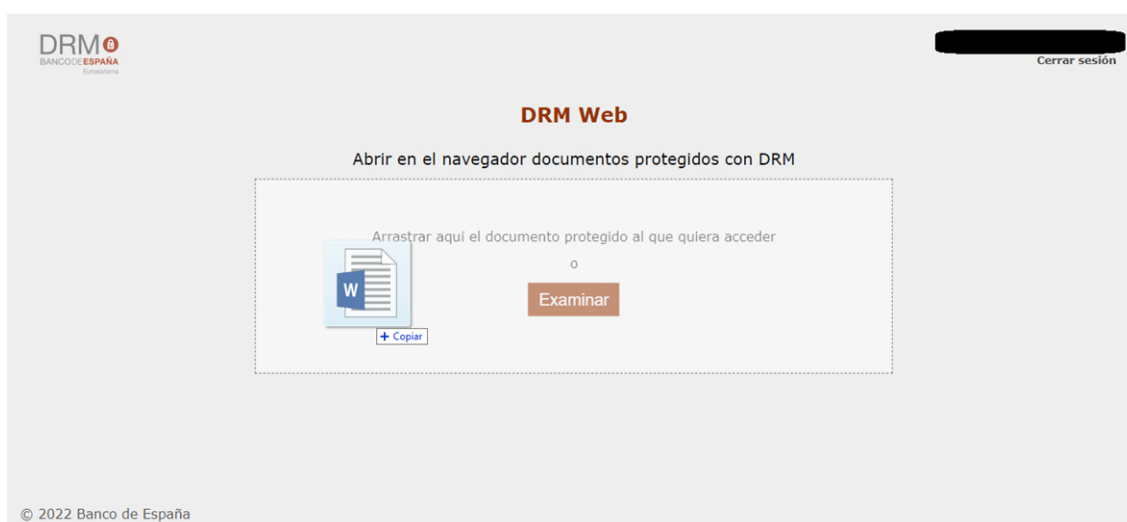 DRM
BANCODEESPAÑA
Eurosistema
Cerrar sesión
DRM Web
Abrir en el navegador documentos protegidos con DRM
Arrastrar aquí el documento protegido al que quiera acceder
o
W
Examinar
+ Copiar
© 2022 Banco de España